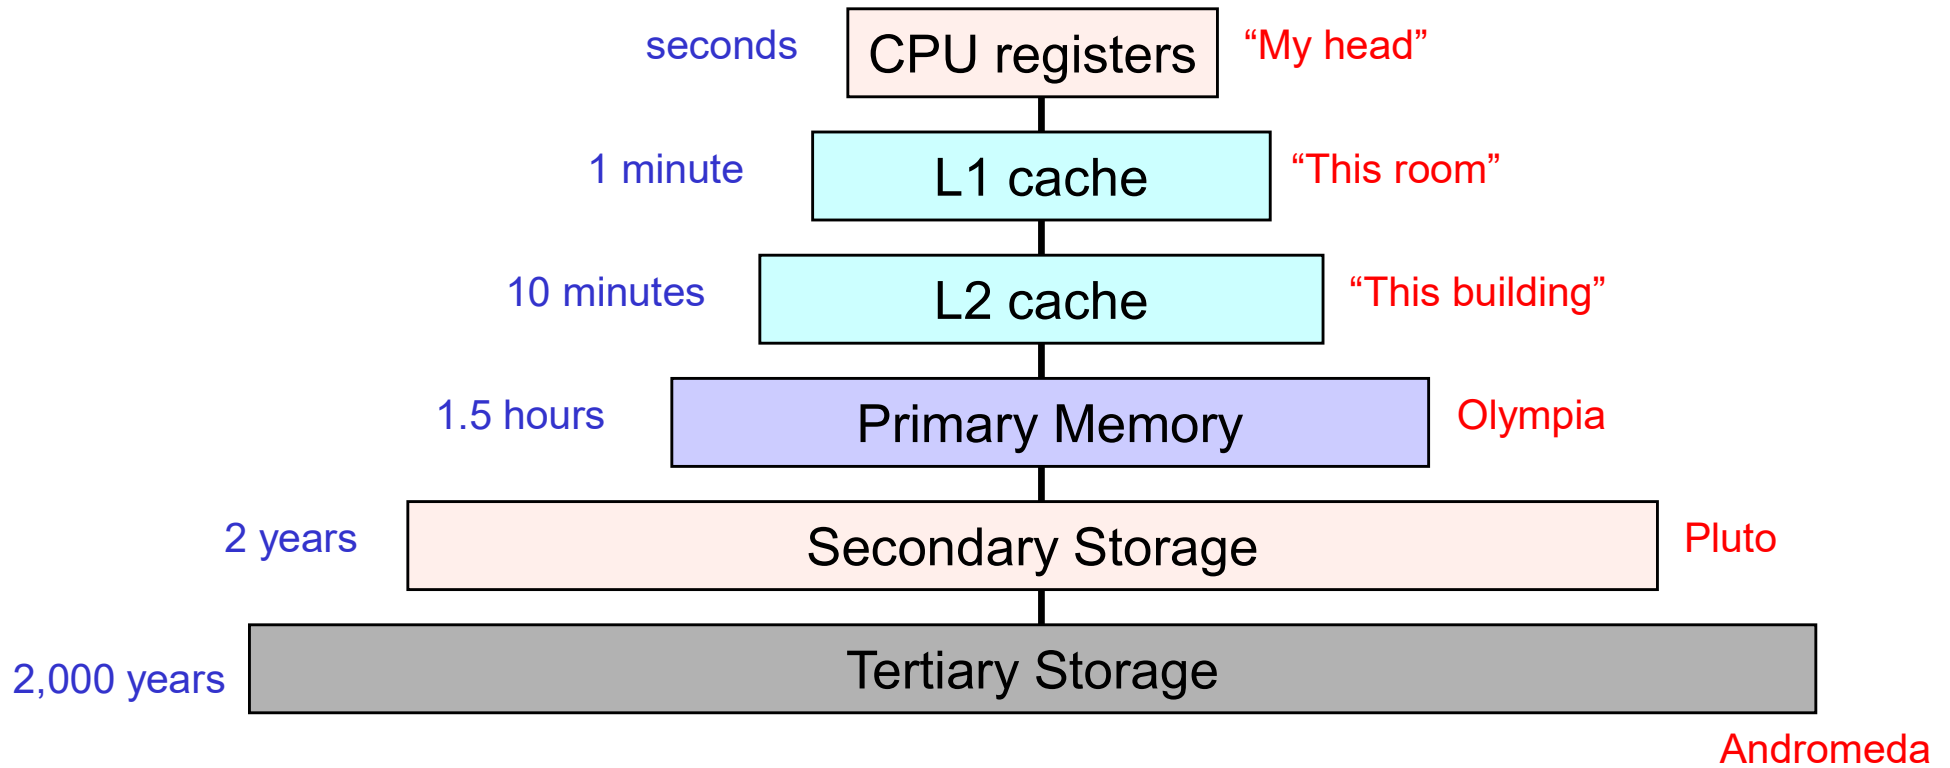 seconds CPU registers “My head”
1 minute L1 cache “This room”
10 minutes L2 cache “This building”
1.5 hours Primary Memory Olympia
2 years Secondary Storage Pluto
2,000 years Tertiary Storage
Andromeda